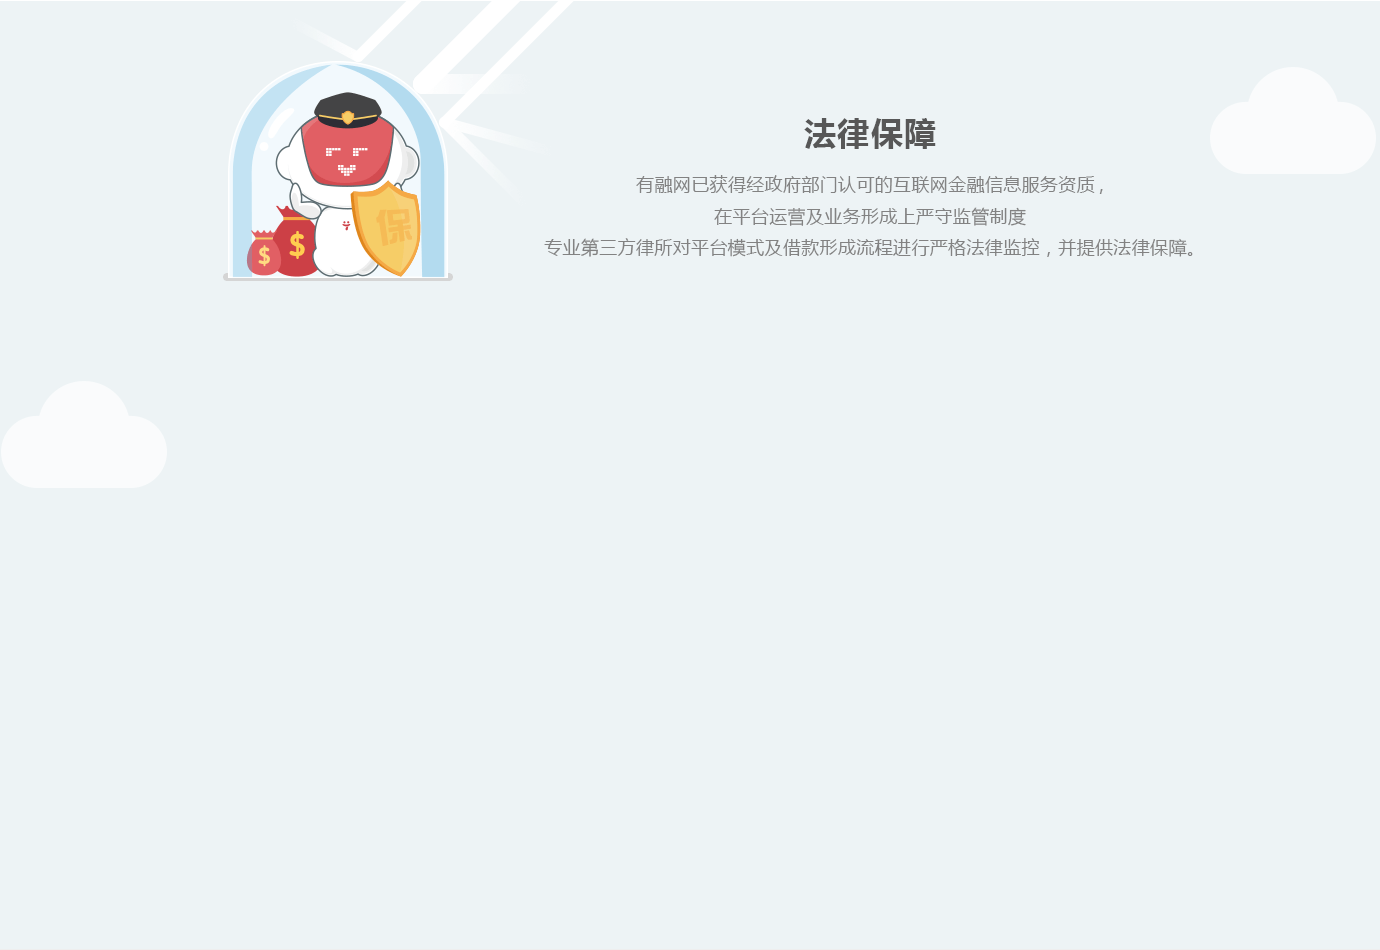 法律保障
有融网已获得经政府部门认可的互联网金融信息服务资质，
在平台运营及业务形成上严守监管制度
专业第三方律所对平台模式及借款形成流程进行严格法律监控，并提供法律保障。
保
$
$